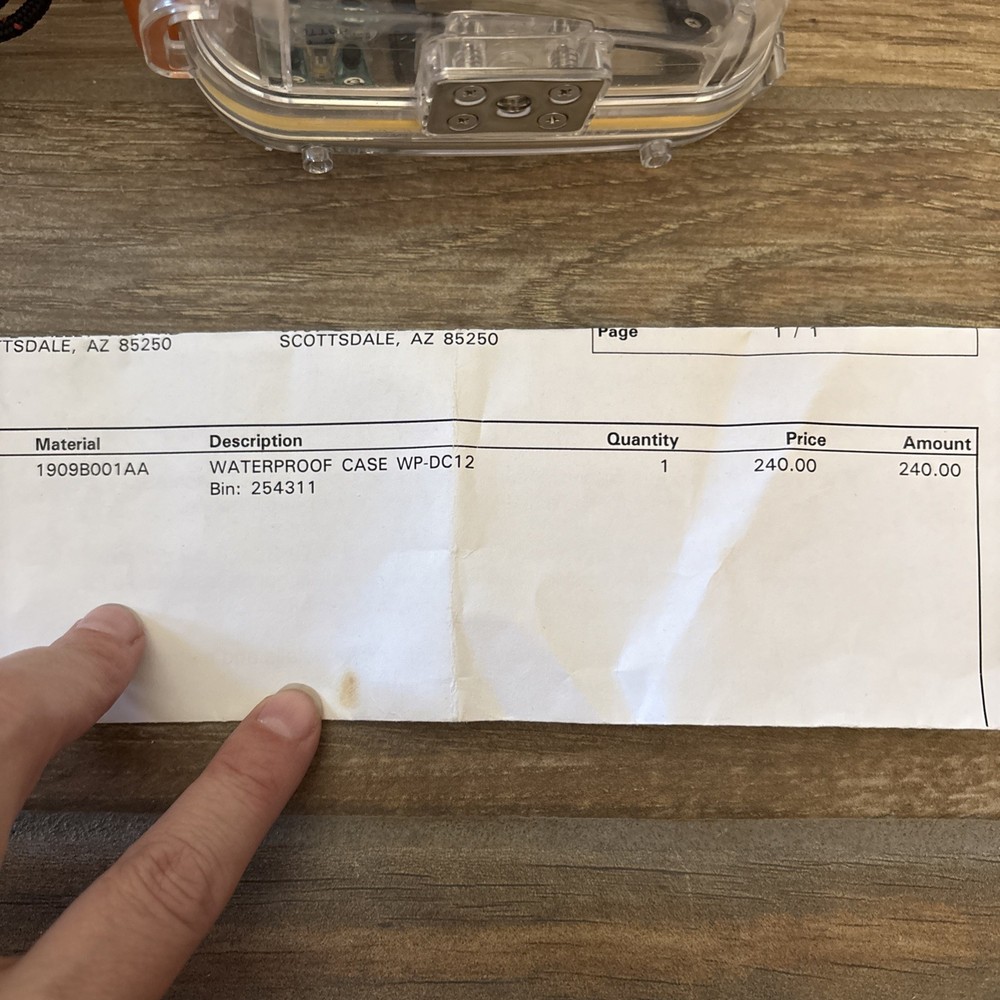 TTSDALE, AZ 85250 SCOTTSDALE, AZ 85250 Page 1 / 1
Material Description Quantity Price Amount
1909B001AA WATERPROOF CASE WP-DC12 1 240.00 240.00
Bin: 254311